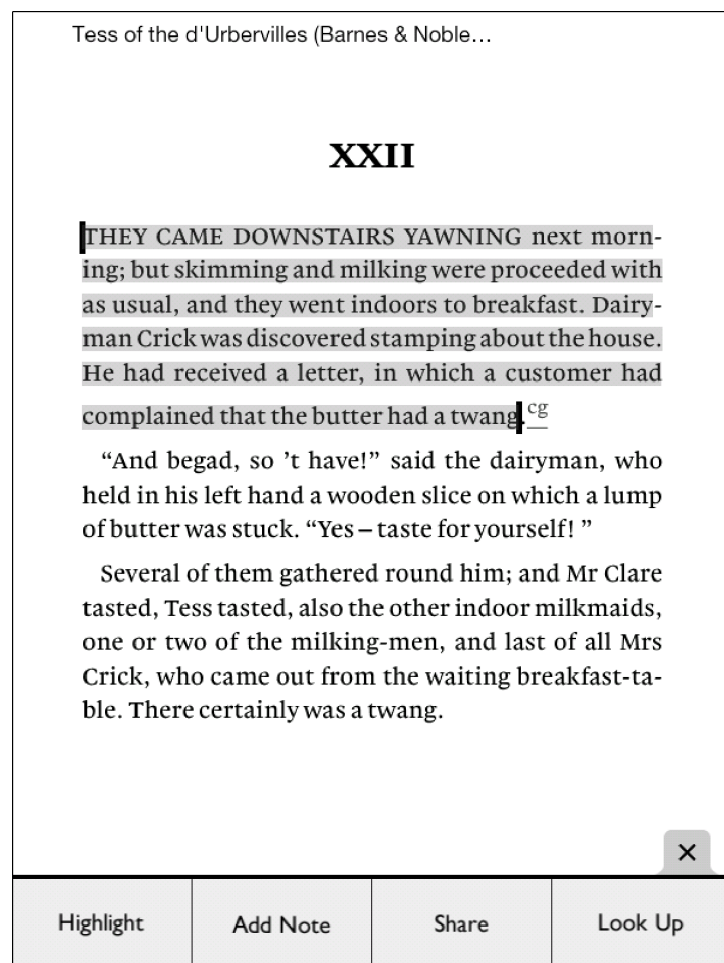 Tess of the d'Urbervilles (Barnes & Noble…
XXII
THEY CAME DOWNSTAIRS YAWNING next morn-
ing; but skimming and milking were proceeded with
as usual, and they went indoors to breakfast. Dairy-
man Crick was discovered stamping about the house.
He had received a letter, in which a customer had
complained that the butter had a twang.cg
“And begad, so ’t have!” said the dairyman, who
held in his left hand a wooden slice on which a lump
of butter was stuck. “Yes – taste for yourself! ”
Several of them gathered round him; and Mr Clare
tasted, Tess tasted, also the other indoor milkmaids,
one or two of the milking-men, and last of all Mrs
Crick, who came out from the waiting breakfast-ta-
ble. There certainly was a twang.
×
Highlight Add Note Share Look Up